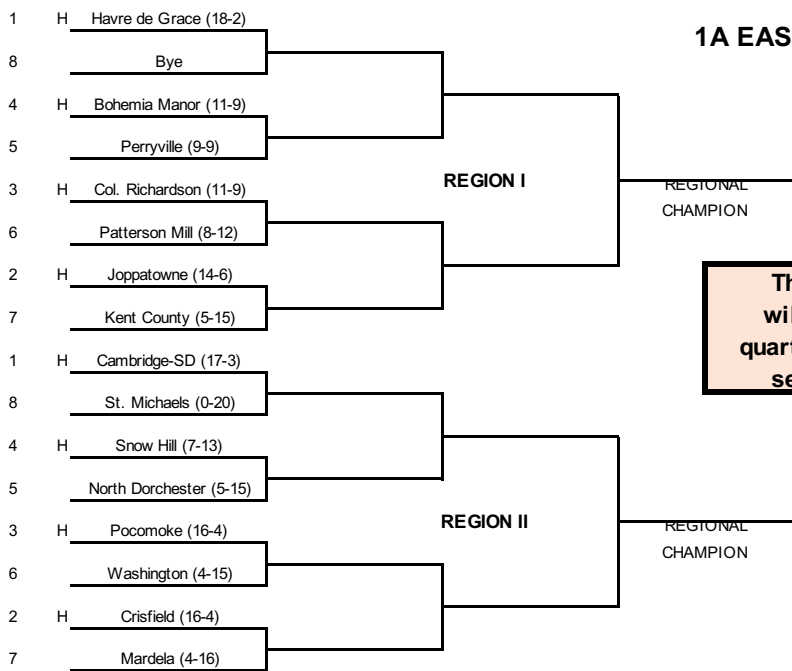 1 H Havre de Grace (18-2)
1A EAS
8 Bye
4 H Bohemia Manor (11-9)
5 Perryville (9-9)
3 H Col. Richardson (11-9)
REGION I
REGIONAL
CHAMPION
6 Patterson Mill (8-12)
2 H Joppatowne (14-6)
7 Kent County (5-15)
Th
wil
quart
se
1 H Cambridge-SD (17-3)
8 St. Michaels (0-20)
4 H Snow Hill (7-13)
5 North Dorchester (5-15)
3 H Pocomoke (16-4)
REGION II
REGIONAL
CHAMPION
6 Washington (4-15)
2 H Crisfield (16-4)
7 Mardela (4-16)